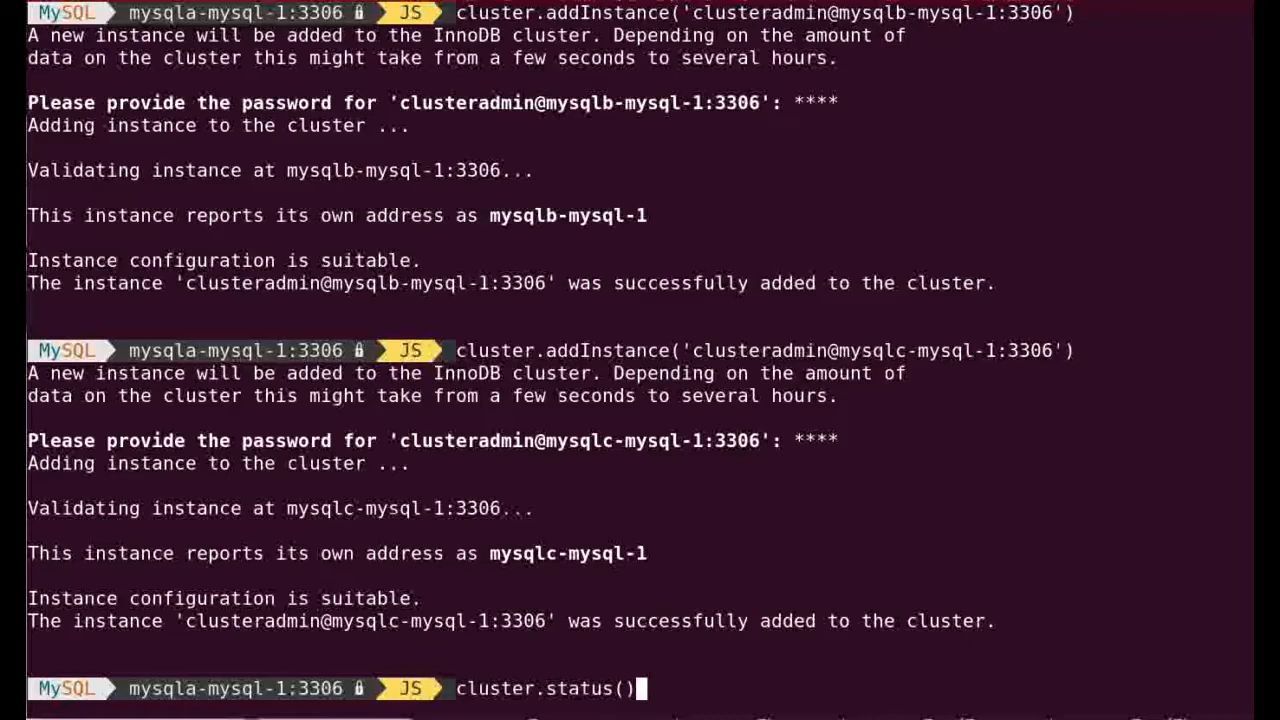 MySQL mysqla-mysql-1:3306 JS cluster.addInstance('clusteradmin@mysqlb-mysql-1:3306')
A new instance will be added to the InnoDB cluster. Depending on the amount of
data on the cluster this might take from a few seconds to several hours.
Please provide the password for 'clusteradmin@mysqlb-mysql-1:3306': ****
Adding instance to the cluster ...
Validating instance at mysqlb-mysql-1:3306...
This instance reports its own address as mysqlb-mysql-1
Instance configuration is suitable.
The instance 'clusteradmin@mysqlb-mysql-1:3306' was successfully added to the cluster.
MySQL mysqla-mysql-1:3306 JS cluster.addInstance('clusteradmin@mysqlc-mysql-1:3306')
A new instance will be added to the InnoDB cluster. Depending on the amount of
data on the cluster this might take from a few seconds to several hours.
Please provide the password for 'clusteradmin@mysqlc-mysql-1:3306': ****
Adding instance to the cluster ...
Validating instance at mysqlc-mysql-1:3306...
This instance reports its own address as mysqlc-mysql-1
Instance configuration is suitable.
The instance 'clusteradmin@mysqlc-mysql-1:3306' was successfully added to the cluster.
MySQL mysqla-mysql-1:3306 JS cluster.status()